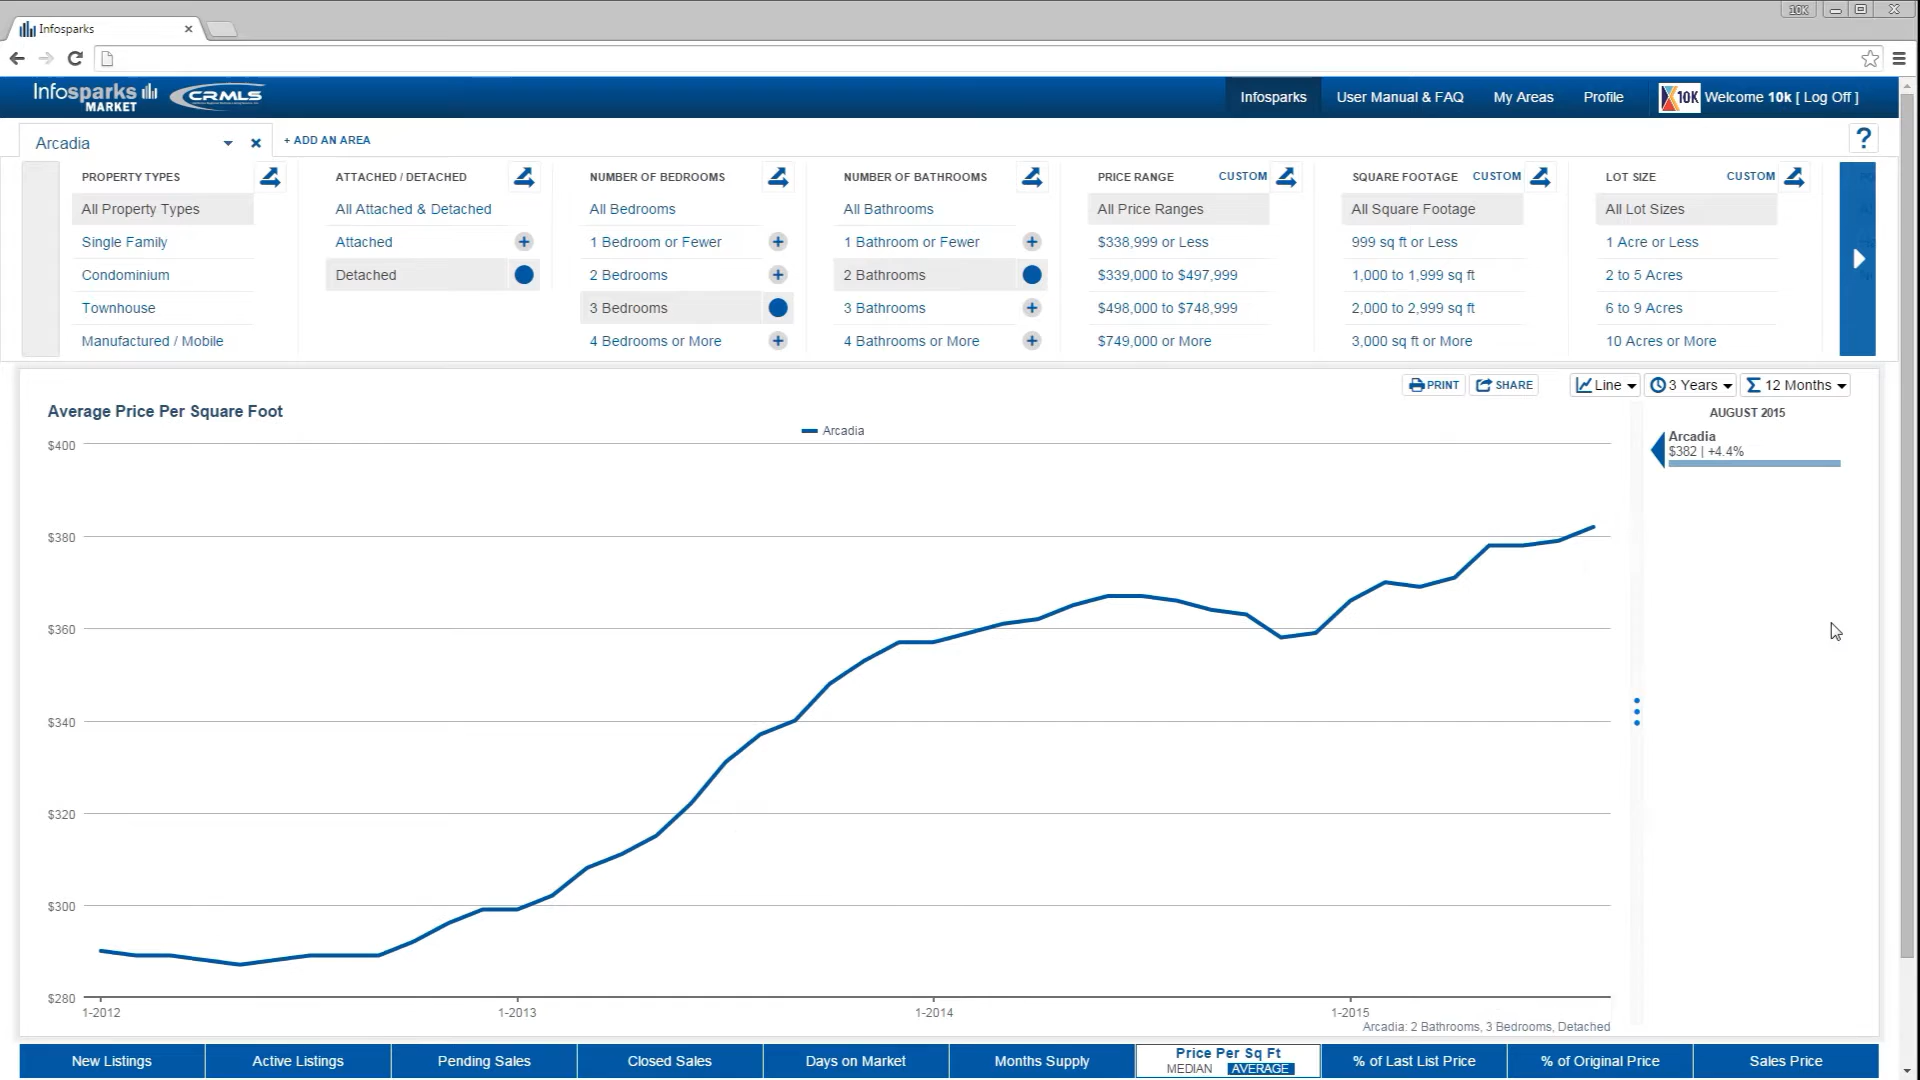 10K
Infosparks
Infosparks
MARKET
CRMLS
Infosparks
User Manual & FAQ
My Areas
Profile
10K
Welcome 10k [ Log Off ]
Arcadia
+ ADD AN AREA
?
PROPERTY TYPES
All Property Types
Single Family
Condominium
Townhouse
Manufactured / Mobile
ATTACHED / DETACHED
All Attached & Detached
Attached
Detached
NUMBER OF BEDROOMS
All Bedrooms
1 Bedroom or Fewer
2 Bedrooms
3 Bedrooms
4 Bedrooms or More
NUMBER OF BATHROOMS
All Bathrooms
1 Bathroom or Fewer
2 Bathrooms
3 Bathrooms
4 Bathrooms or More
PRICE RANGE
CUSTOM
All Price Ranges
$338,999 or Less
$339,000 to $497,999
$498,000 to $748,999
$749,000 or More
SQUARE FOOTAGE
CUSTOM
All Square Footage
999 sq ft or Less
1,000 to 1,999 sq ft
2,000 to 2,999 sq ft
3,000 sq ft or More
LOT SIZE
CUSTOM
All Lot Sizes
1 Acre or Less
2 to 5 Acres
6 to 9 Acres
10 Acres or More
PRINT
SHARE
Line
3 Years
Σ 12 Months
Average Price Per Square Foot
Arcadia
AUGUST 2015
Arcadia
$382 | +4.4%
$400
$380
$360
$340
$320
$300
$280
1-2012
1-2013
1-2014
1-2015
Arcadia: 2 Bathrooms, 3 Bedrooms, Detached
New Listings
Active Listings
Pending Sales
Closed Sales
Days on Market
Months Supply
Price Per Sq Ft
MEDIAN
AVERAGE
% of Last List Price
% of Original Price
Sales Price